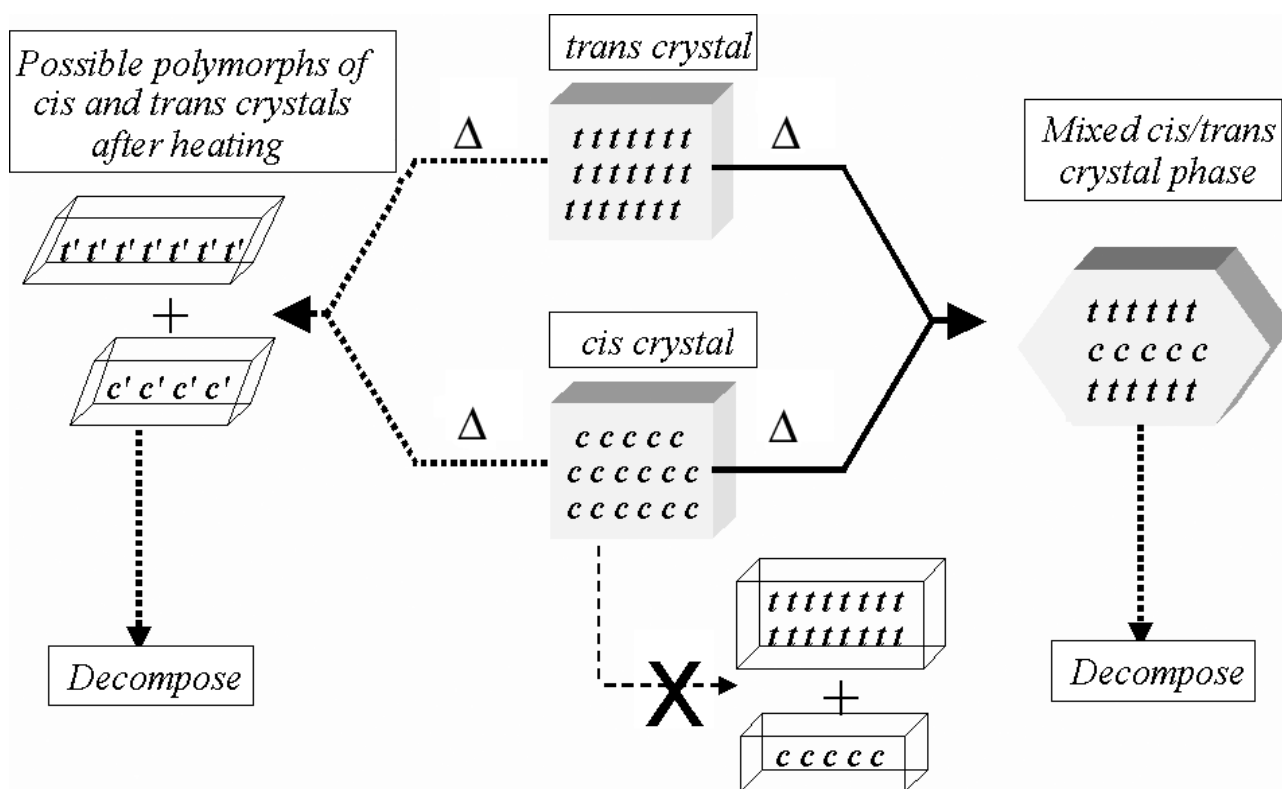 Possible polymorphs of
cis and trans crystals
after heating
t' t' t' t' t' t' t'
+
c' c' c' c'
Decompose
trans crystal
Δ
Δ
t t t t t t t
t t t t t t t
t t t t t t t
cis crystal
Δ
Δ
c c c c c
c c c c c c
c c c c c c
X
t t t t t t t t
t t t t t t t t
+
c c c c c
Mixed cis/trans
crystal phase
t t t t t t
c c c c c
t t t t t t
Decompose